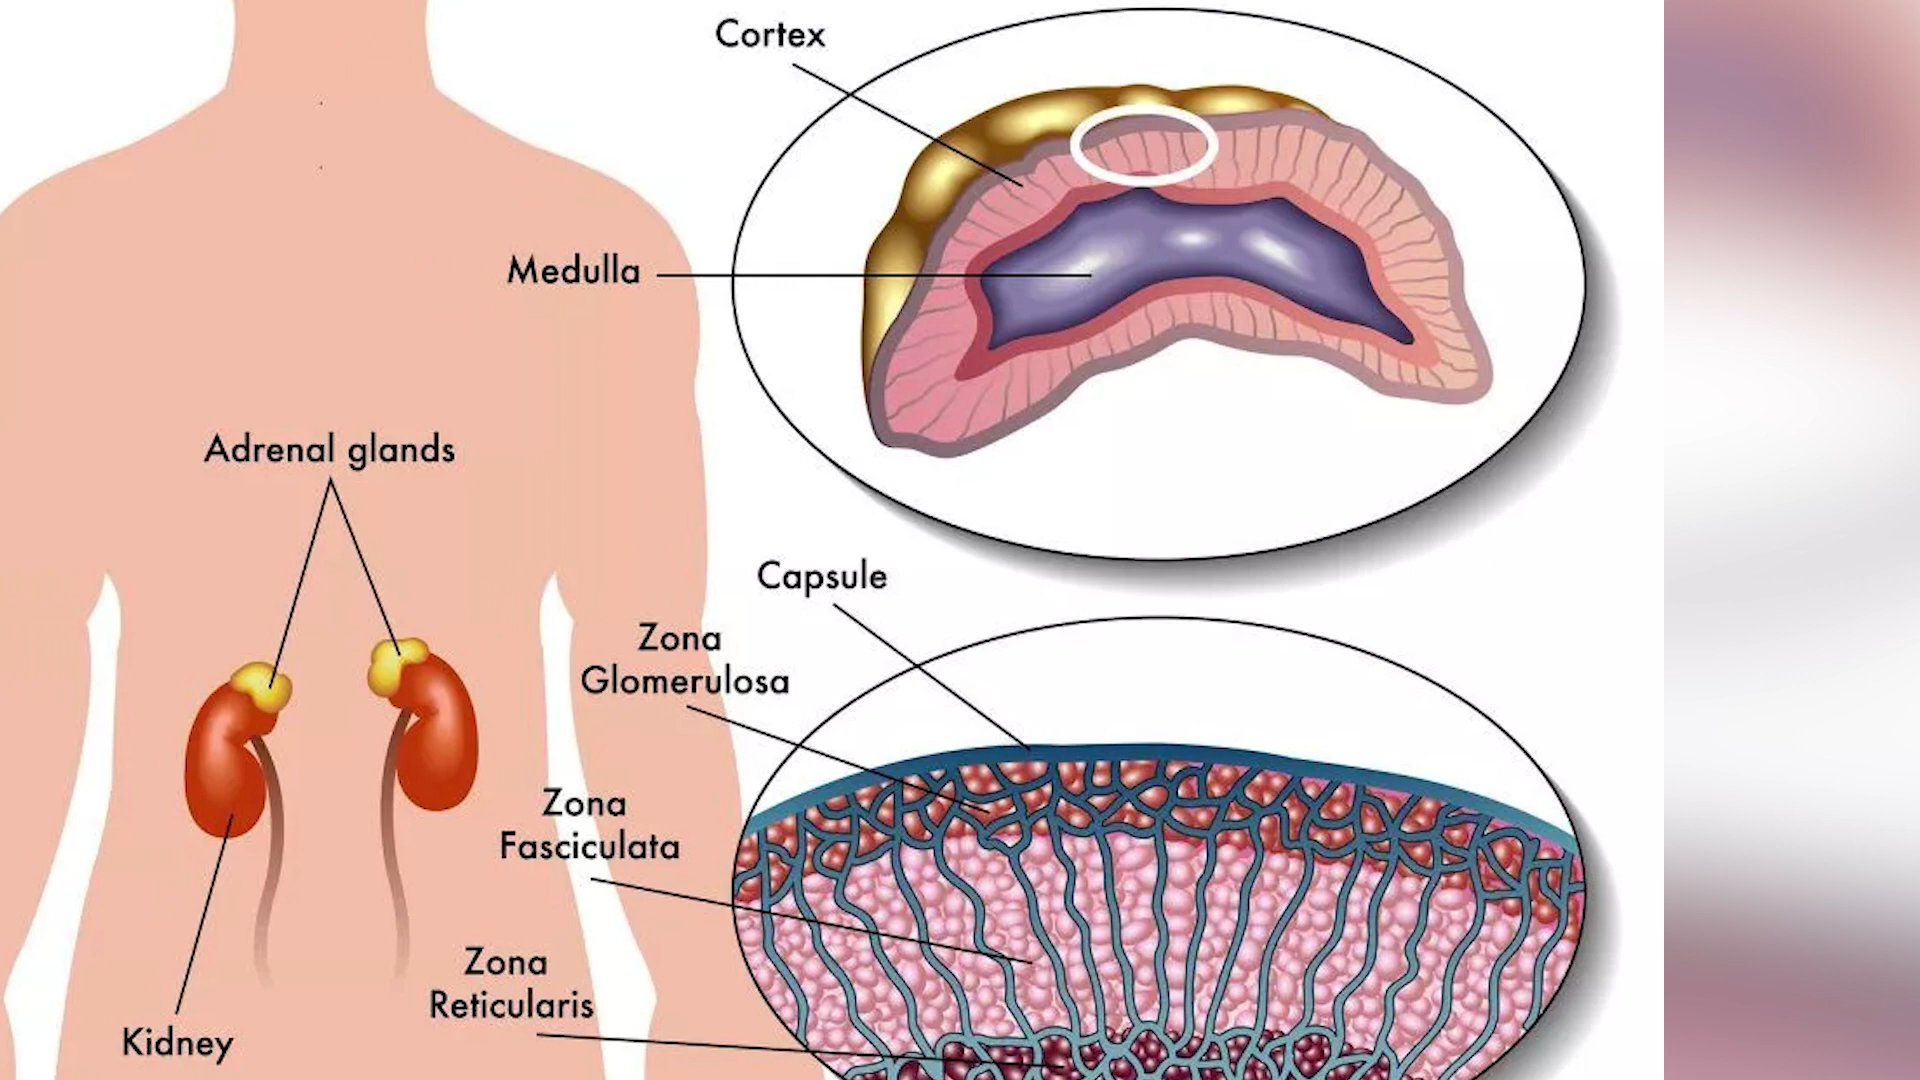 Cortex
Medulla
Adrenal glands
Capsule
Zona
Glomerulosa
Zona
Fasciculata
Zona
Reticularis
Kidney